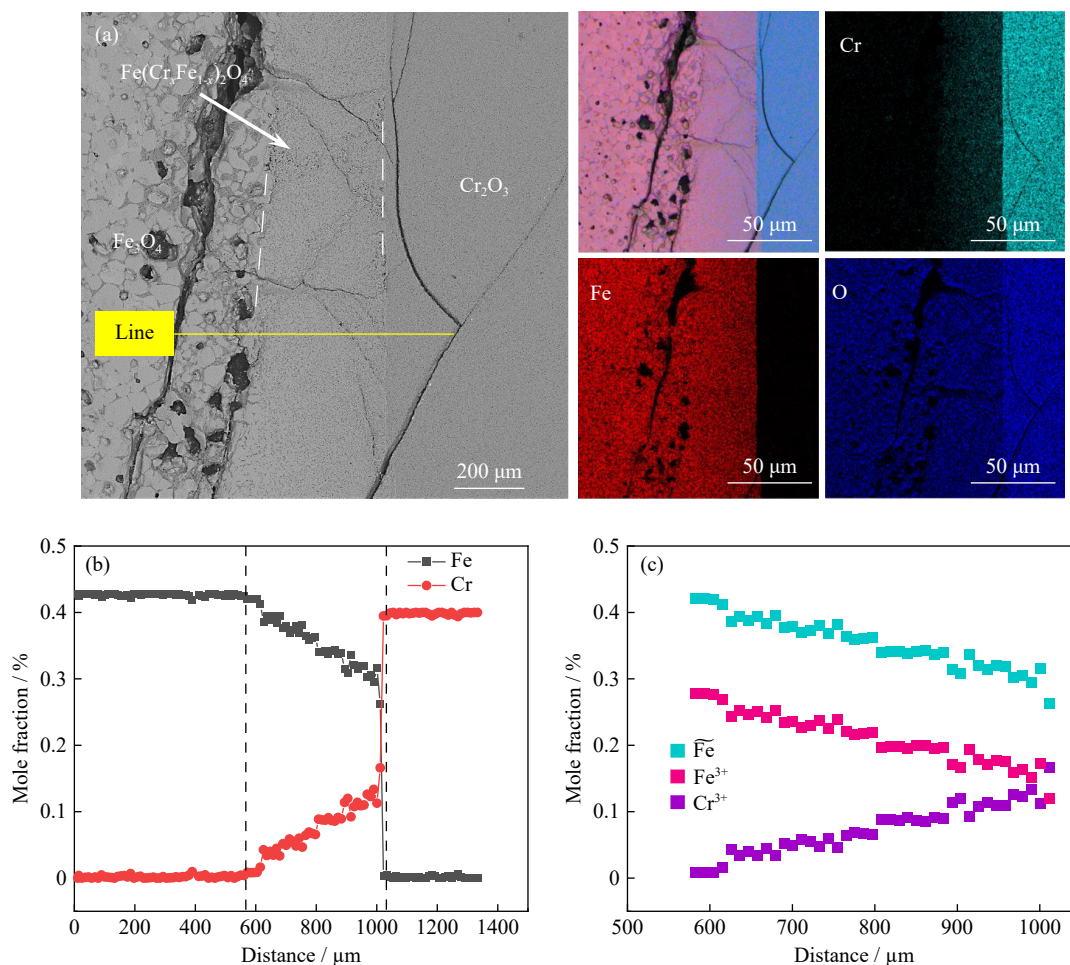 (a)
Fe(CrₓFe₁₋ₓ)₂O₄
Cr₂O₃
Fe₃O₄
Line
200 μm
50 μm
Cr
50 μm
Fe
50 μm
O
50 μm
(b)
Fe
Cr
0.5
0.4
0.3
0.2
0.1
0
Mole fraction / %
0 200 400 600 800 1000 1200 1400
Distance / μm
(c)
F͠e
Fe³⁺
Cr³⁺
0.5
0.4
0.3
0.2
0.1
0
Mole fraction / %
500 600 700 800 900 1000
Distance / μm